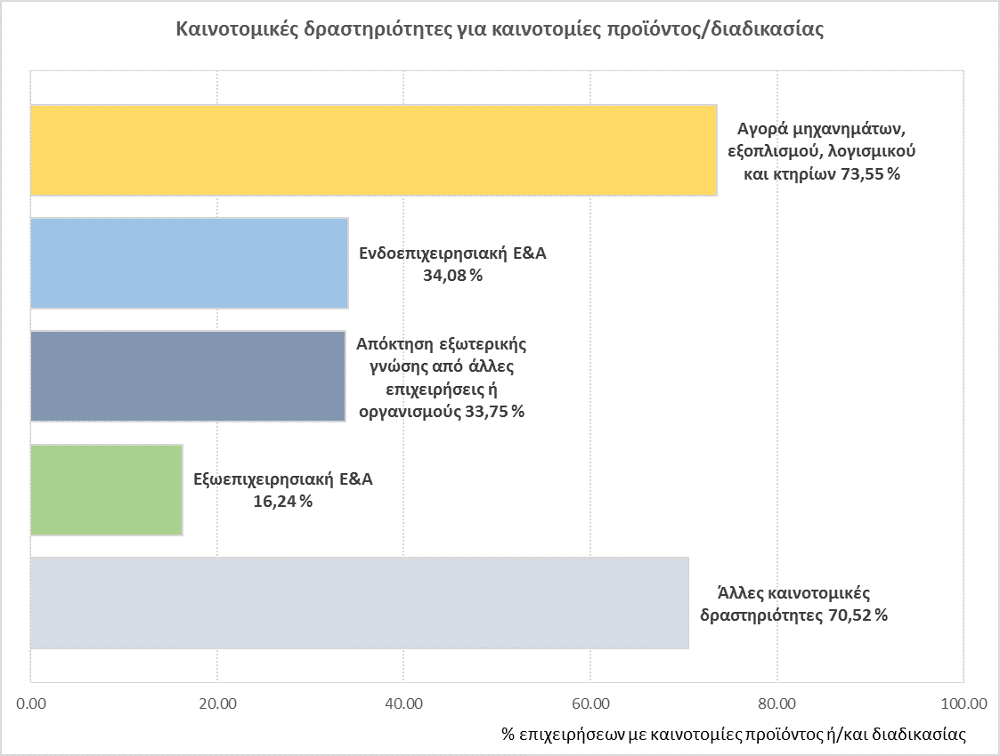 Καινοτομικές δραστηριότητες για καινοτομίες προϊόντος/διαδικασίας
Αγορά μηχανημάτων,
εξοπλισμού, λογισμικού
και κτηρίων 73,55 %
Ενδοεπιχειρησιακή Ε&Α
34,08 %
Απόκτηση εξωτερικής
γνώσης από άλλες
επιχειρήσεις ή
οργανισμούς 33,75 %
Εξωεπιχειρησιακή Ε&Α
16,24 %
Άλλες καινοτομικές
δραστηριότητες 70,52 %
0.00 20.00 40.00 60.00 80.00 100.00
% επιχειρήσεων με καινοτομίες προϊόντος ή/και διαδικασίας